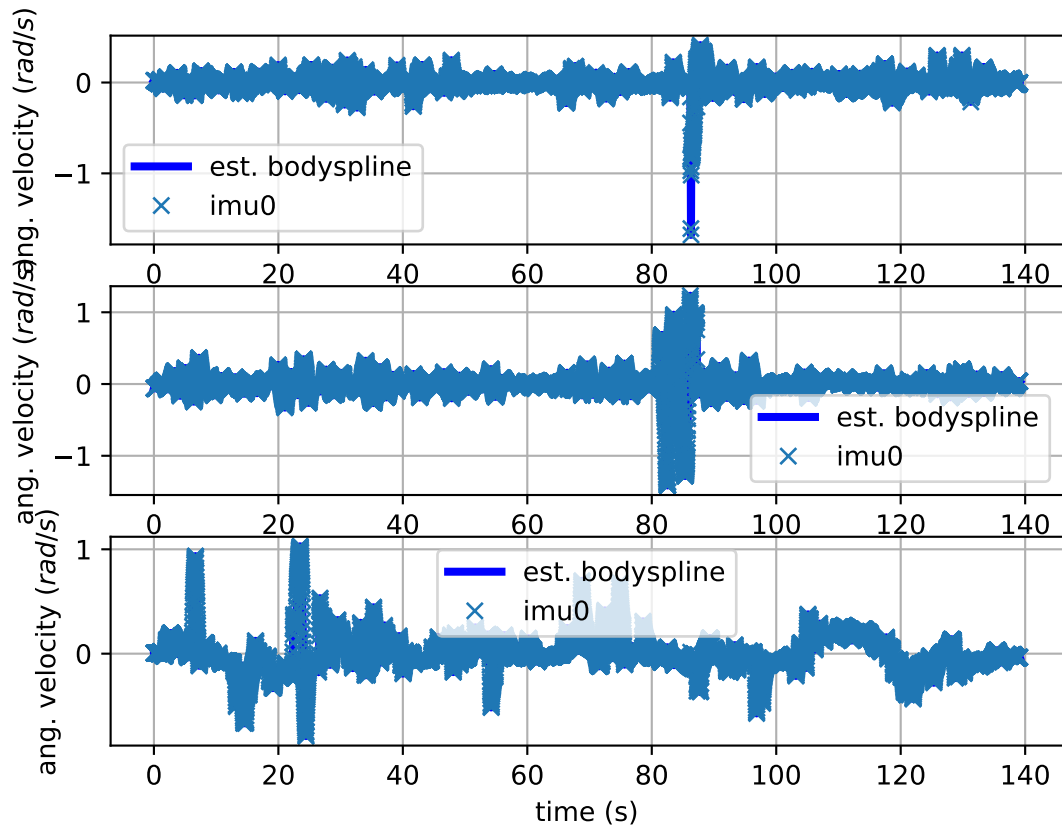 ang. velocity (rad/s)
0
−1
est. bodyspline
imu0
0 20 40 60 80 100 120 140
ang. velocity (rad/s)
1
0
−1
est. bodyspline
imu0
0 20 40 60 80 100 120 140
ang. velocity (rad/s)
1
0
est. bodyspline
imu0
0 20 40 60 80 100 120 140
time (s)